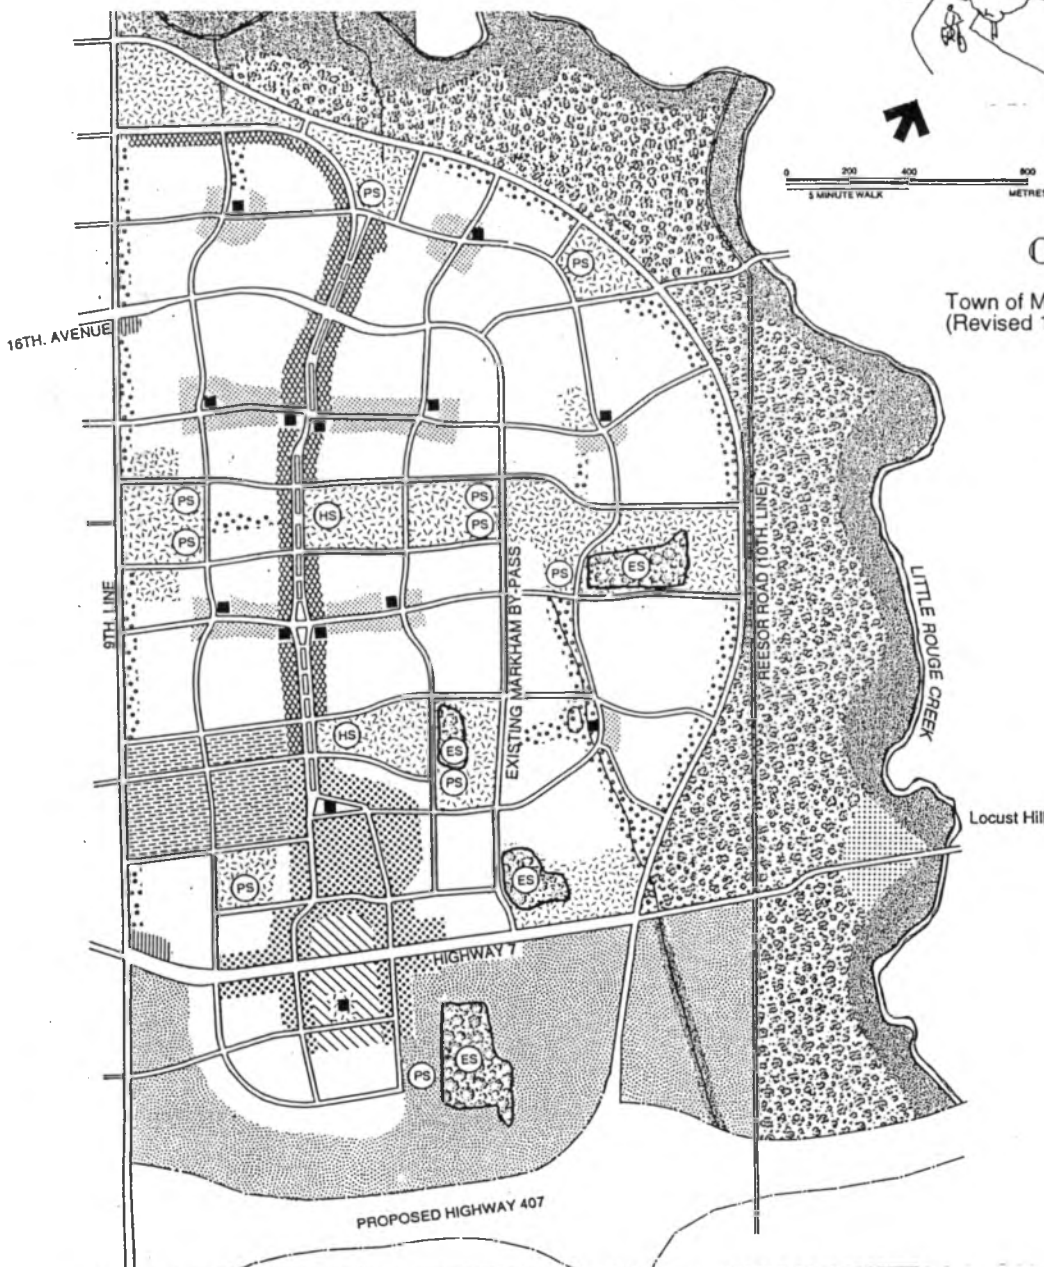 0 200 400 800
5 MINUTE WALK METRES
Town of M
(Revised 1
PS
PS
16TH. AVENUE
PS
HS
PS
PS
PS
PS
ES
9TH. LINE
EXISTING MARKHAM BY-PASS
REESOR ROAD (10TH. LINE)
LITTLE ROUGE CREEK
HS
ES
PS
Locust Hill
PS
ES
HIGHWAY 7
PS
ES
PROPOSED HIGHWAY 407